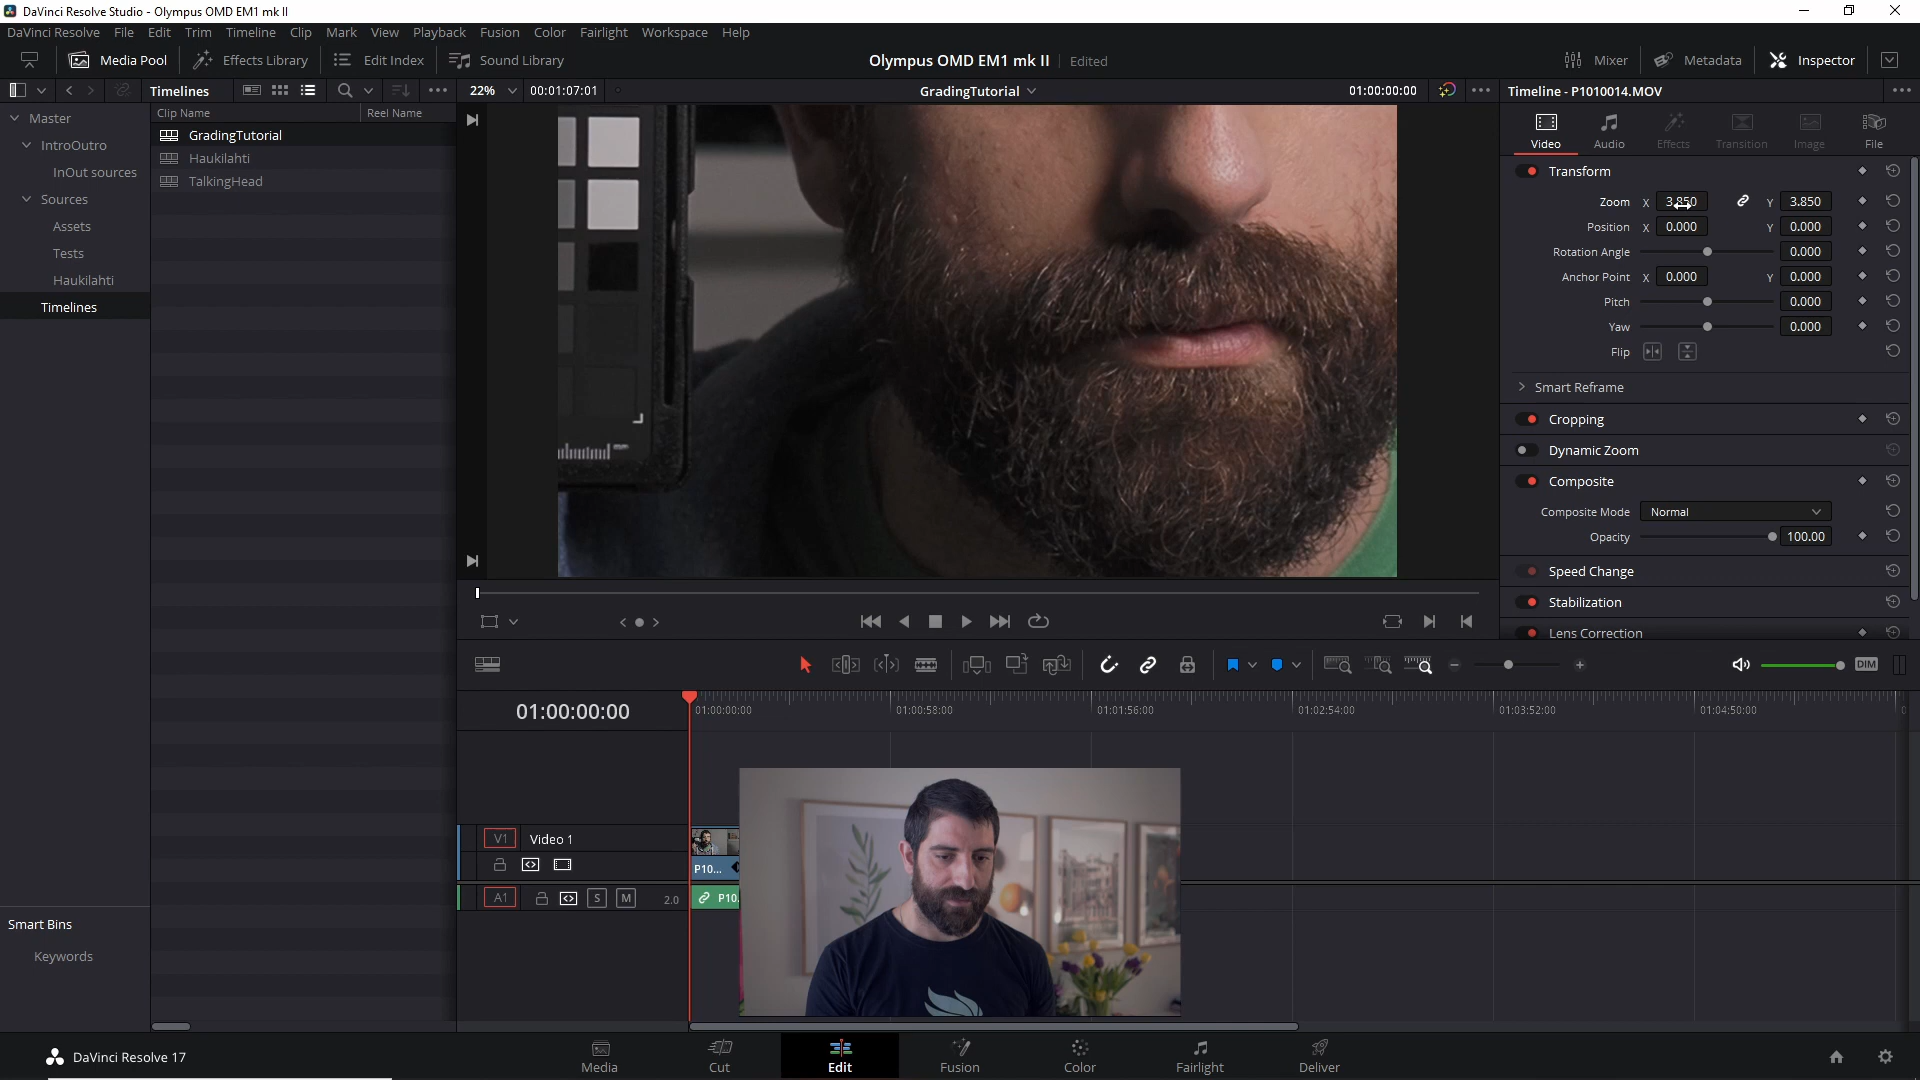 DaVinci Resolve Studio - Olympus OMD EM1 mk II
DaVinci Resolve File Edit Trim Timeline Clip Mark View Playback Fusion Color Fairlight Workspace Help
Media Pool Effects Library Edit Index Sound Library Olympus OMD EM1 mk II Edited Mixer Metadata Inspector
Timelines 22% 00:01:07:01 GradingTutorial 01:00:00:00 Timeline - P1010014.MOV
Clip Name Reel Name
Master
IntroOutro
InOut sources
Sources
Assets
Tests
Haukilahti
Timelines
GradingTutorial
Haukilahti
TalkingHead
Video Audio Effects Transition Image File
Transform
Zoom X 3.850 Y 3.850
Position X 0.000 Y 0.000
Rotation Angle 0.000
Anchor Point X 0.000 Y 0.000
Pitch 0.000
Yaw 0.000
Flip
Smart Reframe
Cropping
Dynamic Zoom
Composite
Composite Mode Normal
Opacity 100.00
Speed Change
Stabilization
Lens Correction
DIM
01:00:00:00 01:00:00:00 01:00:58:00 01:01:56:00 01:02:54:00 01:03:52:00 01:04:50:00
V1 Video 1
P10...
A1 S M 2.0 P10.
Smart Bins
Keywords
DaVinci Resolve 17
Media Cut Edit Fusion Color Fairlight Deliver